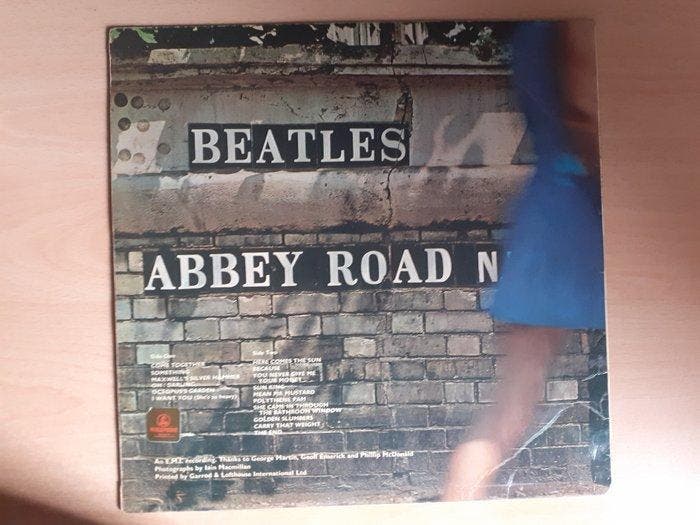 BEATLES
ABBEY ROAD N
Side One
COME TOGETHER
SOMETHING
MAXWELL'S SILVER HAMMER
OH! DARLING
OCTOPUS'S GARDEN
I WANT YOU (She's so heavy)
Side Two
HERE COMES THE SUN
BECAUSE
YOU NEVER GIVE ME
YOUR MONEY
SUN KING
MEAN MR MUSTARD
POLYTHENE PAM
SHE CAME IN THROUGH
THE BATHROOM WINDOW
GOLDEN SLUMBERS
CARRY THAT WEIGHT
THE END
An E.M.I. recording. Thanks to George Martin, Geoff Emerick and Phillip McDonald
Photographs by Iain Macmillan
Printed by Garrod & Lofthouse International Ltd